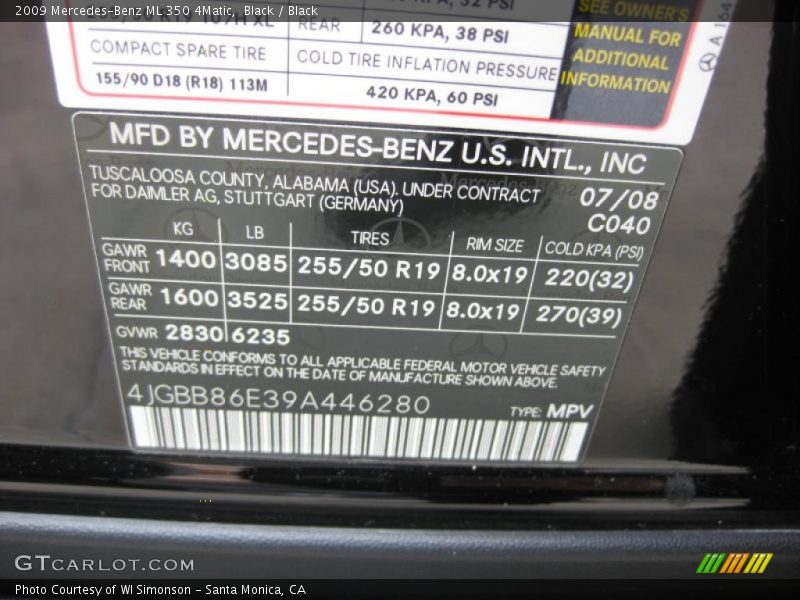 2009 Mercedes-Benz ML 350 4Matic, Black / Black
R19 107H XL REAR 260 KPA, 38 PSI
COMPACT SPARE TIRE COLD TIRE INFLATION PRESSURE
155/90 D18 (R18) 113M 420 KPA, 60 PSI
SEE OWNER'S
MANUAL FOR
ADDITIONAL
INFORMATION
A 164
MFD BY MERCEDES-BENZ U.S. INTL., INC
TUSCALOOSA COUNTY, ALABAMA (USA). UNDER CONTRACT
FOR DAIMLER AG, STUTTGART (GERMANY)
07/08
C040
KG LB TIRES RIM SIZE COLD KPA (PSI)
GAWR FRONT 1400 3085 255/50 R19 8.0x19 220(32)
GAWR REAR 1600 3525 255/50 R19 8.0x19 270(39)
GVWR 2830 6235
THIS VEHICLE CONFORMS TO ALL APPLICABLE FEDERAL MOTOR VEHICLE SAFETY
STANDARDS IN EFFECT ON THE DATE OF MANUFACTURE SHOWN ABOVE.
4JGBB86E39A446280 TYPE: MPV
GTCARLOT.COM
Photo Courtesy of WI Simonson - Santa Monica, CA